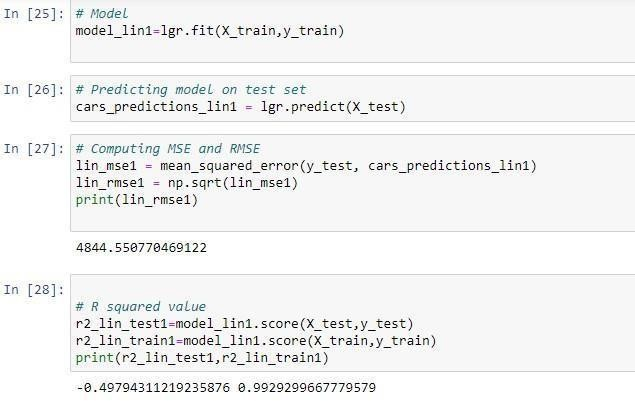 In [25]: # Model
model_lin1=lgr.fit(X_train,y_train)
In [26]: # Predicting model on test set
cars_predictions_lin1 = lgr.predict(X_test)
In [27]: # Computing MSE and RMSE
lin_mse1 = mean_squared_error(y_test, cars_predictions_lin1)
lin_rmse1 = np.sqrt(lin_mse1)
print(lin_rmse1)
4844.550770469122
In [28]:
# R squared value
r2_lin_test1=model_lin1.score(X_test,y_test)
r2_lin_train1=model_lin1.score(X_train,y_train)
print(r2_lin_test1,r2_lin_train1)
-0.49794311219235876 0.9929299667779579